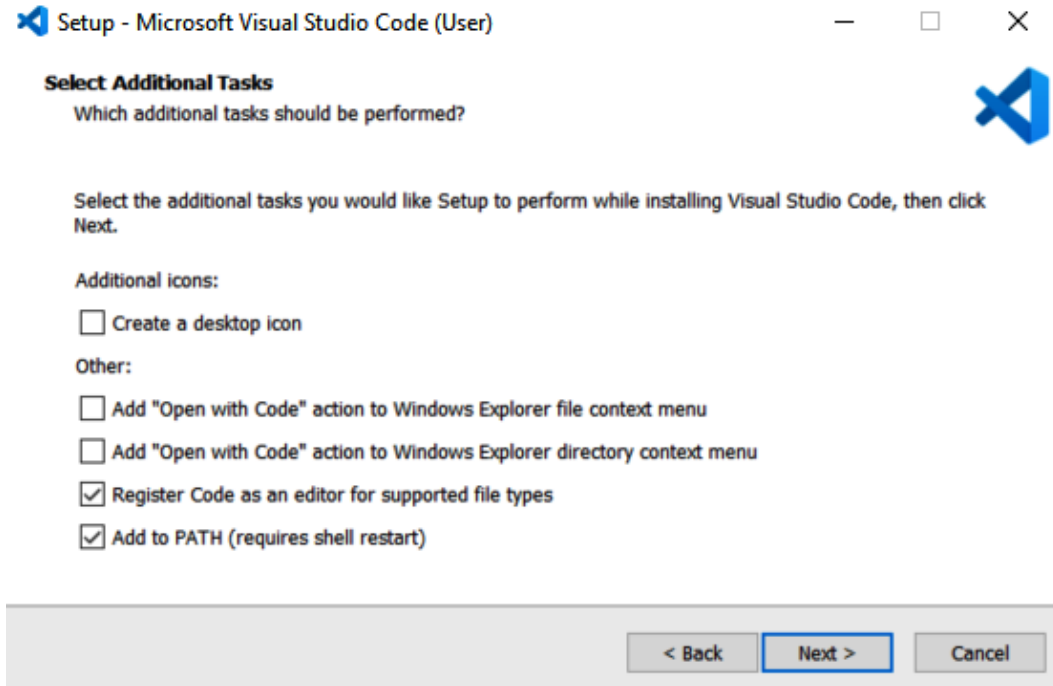 Setup - Microsoft Visual Studio Code (User)
Select Additional Tasks
Which additional tasks should be performed?
Select the additional tasks you would like Setup to perform while installing Visual Studio Code, then click
Next.
Additional icons:
Create a desktop icon
Other:
Add "Open with Code" action to Windows Explorer file context menu
Add "Open with Code" action to Windows Explorer directory context menu
Register Code as an editor for supported file types
Add to PATH (requires shell restart)
< Back Next > Cancel